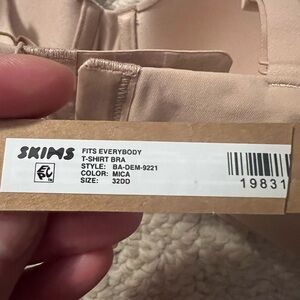 SKIMS
FITS EVERYBODY
T-SHIRT BRA
STYLE: BA-DEM-9221
COLOR: MICA
SIZE: 32DD
19831